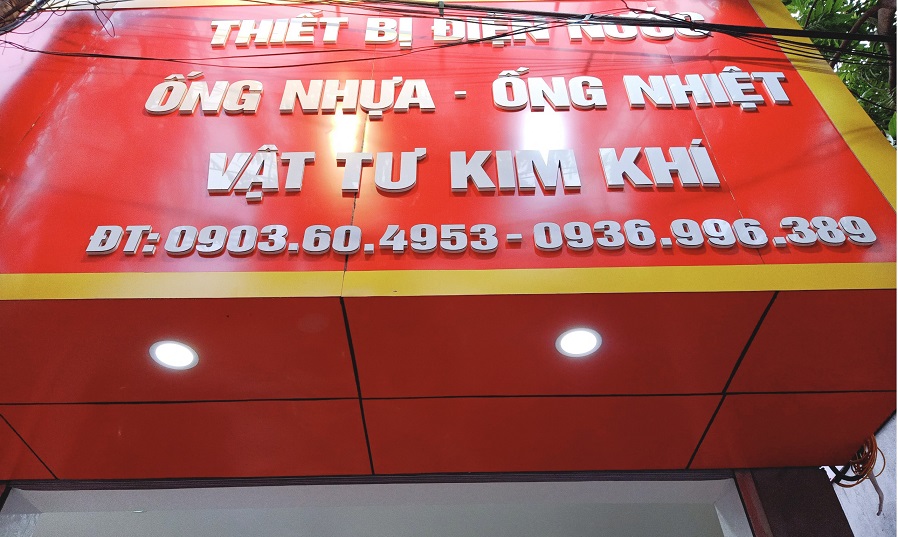 THIẾT BỊ ĐIỆN NƯỚC
ỐNG NHỰA - ỐNG NHIỆT
VẬT TƯ KIM KHÍ
ĐT: 0903.60.4953 - 0936.996.389